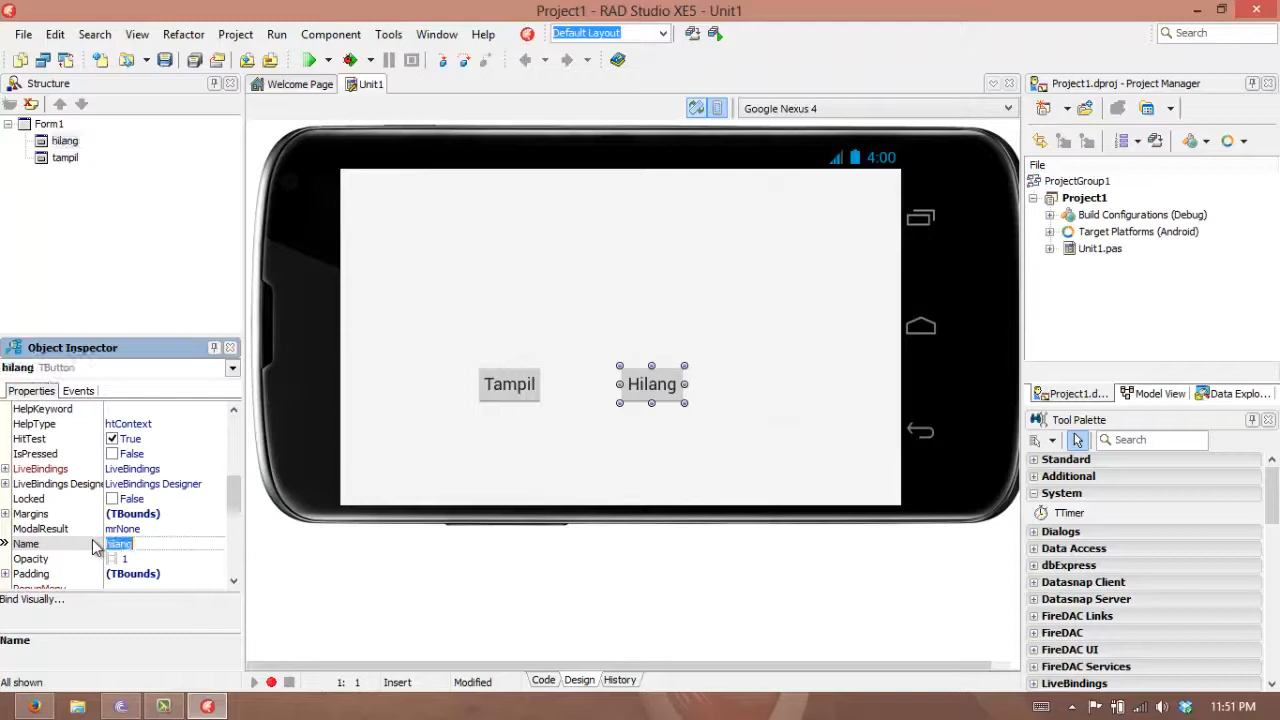 Project1 - RAD Studio XE5 - Unit1
File Edit Search View Refactor Project Run Component Tools Window Help
Default Layout
Search
Structure
Welcome Page
Unit1
Project1.dproj - Project Manager
Google Nexus 4
Form1
hilang
tampil
4:00
File
ProjectGroup1
Project1
Build Configurations (Debug)
Target Platforms (Android)
Unit1.pas
Tampil
Hilang
Object Inspector
hilang TButton
Properties Events
HelpKeyword
HelpType htContext
HitTest True
IsPressed False
LiveBindings LiveBindings
LiveBindings Designe LiveBindings Designer
Locked False
Margins (TBounds)
ModalResult mrNone
Name hilang
Opacity 1
Padding (TBounds)
Bind Visually...
Name
All shown
1: 1 Insert Modified Code Design History
Project1.d... Model View Data Explo...
Tool Palette
Search
Standard
Additional
System
TTimer
Dialogs
Data Access
dbExpress
Datasnap Client
Datasnap Server
FireDAC Links
FireDAC
FireDAC UI
FireDAC Services
LiveBindings
11:51 PM